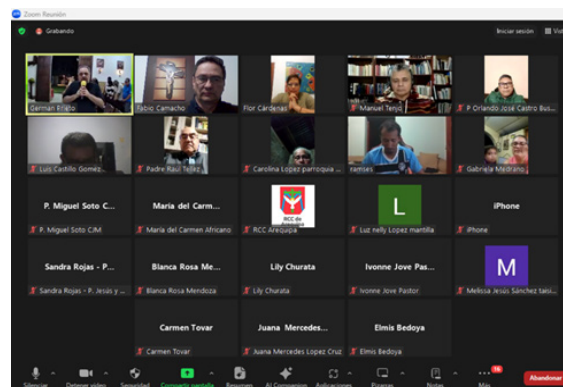 Zoom Reunión
Grabando
Iniciar sesión
German Prieto
Fabio Camacho
Flor Cárdenas
Manuel Tenjo
P Orlando José Castro Bus...
Luis Castillo Goméz
Padre Raul Tellez
Carolina Lopez parroquia ...
ramses
Gabriela Medrano
P. Miguel Soto C...
P. Miguel Soto CJM
María del Carm...
María del Carmen Africano
RCC de
Arequipa
RCC Arequipa
L
Luz nelly Lopez mantilla
iPhone
iPhone
Sandra Rojas - P...
Sandra Rojas - P. Jesús y ...
Blanca Rosa Me...
Blanca Rosa Mendoza
Lily Churata
Lily Churata
Ivonne Jove Pas...
Ivonne Jove Pastor
M
Melissa Jesús Sánchez taisi...
Carmen Tovar
Carmen Tovar
Juana Mercedes...
Juana Mercedes Lopez Cruz
Elmis Bedoya
Elmis Bedoya
Silenciar
Detener video
Seguridad
Compartir pantalla
Resumen
AI Companion
Aplicaciones
Pizarras
Notas
16
Más
Abandonar